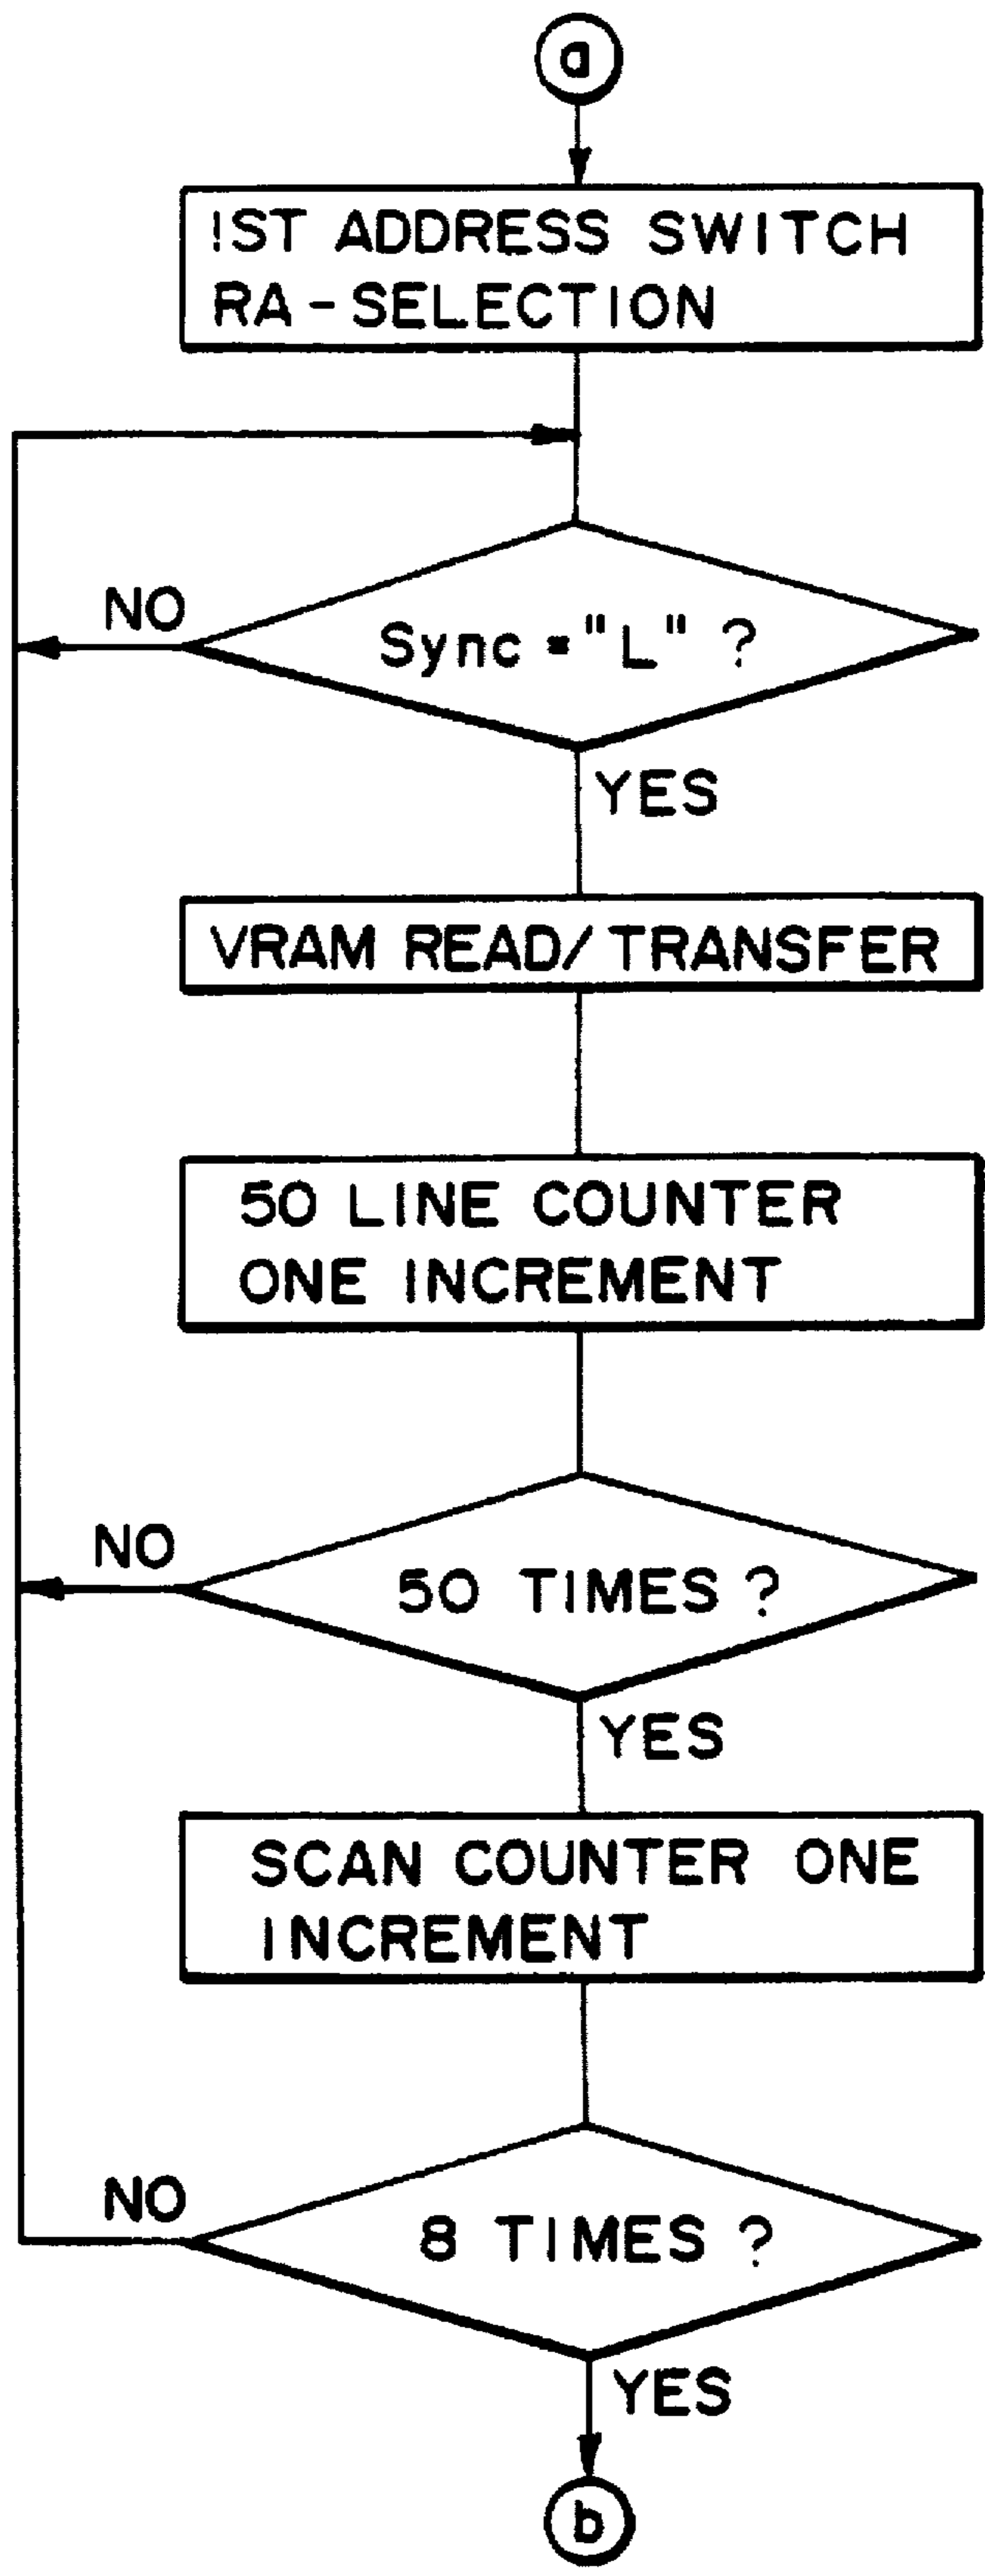 a
1ST ADDRESS SWITCH
RA-SELECTION
NO
Sync="L" ?
YES
VRAM READ/TRANSFER
50 LINE COUNTER
ONE INCREMENT
NO
50 TIMES ?
YES
SCAN COUNTER ONE
INCREMENT
NO
8 TIMES ?
YES
b